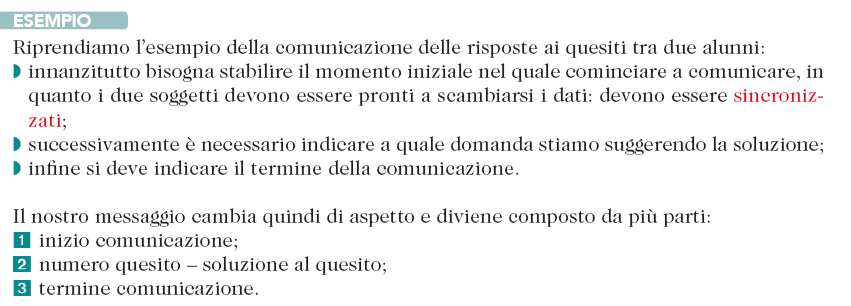 ESEMPIO
Riprendiamo l'esempio della comunicazione delle risposte ai quesiti tra due alunni:
innanzitutto bisogna stabilire il momento iniziale nel quale cominciare a comunicare, in
quanto i due soggetti devono essere pronti a scambiarsi i dati: devono essere sincroniz-
zati;
successivamente è necessario indicare a quale domanda stiamo suggerendo la soluzione;
infine si deve indicare il termine della comunicazione.
Il nostro messaggio cambia quindi di aspetto e diviene composto da più parti:
1 inizio comunicazione;
2 numero quesito – soluzione al quesito;
3 termine comunicazione.